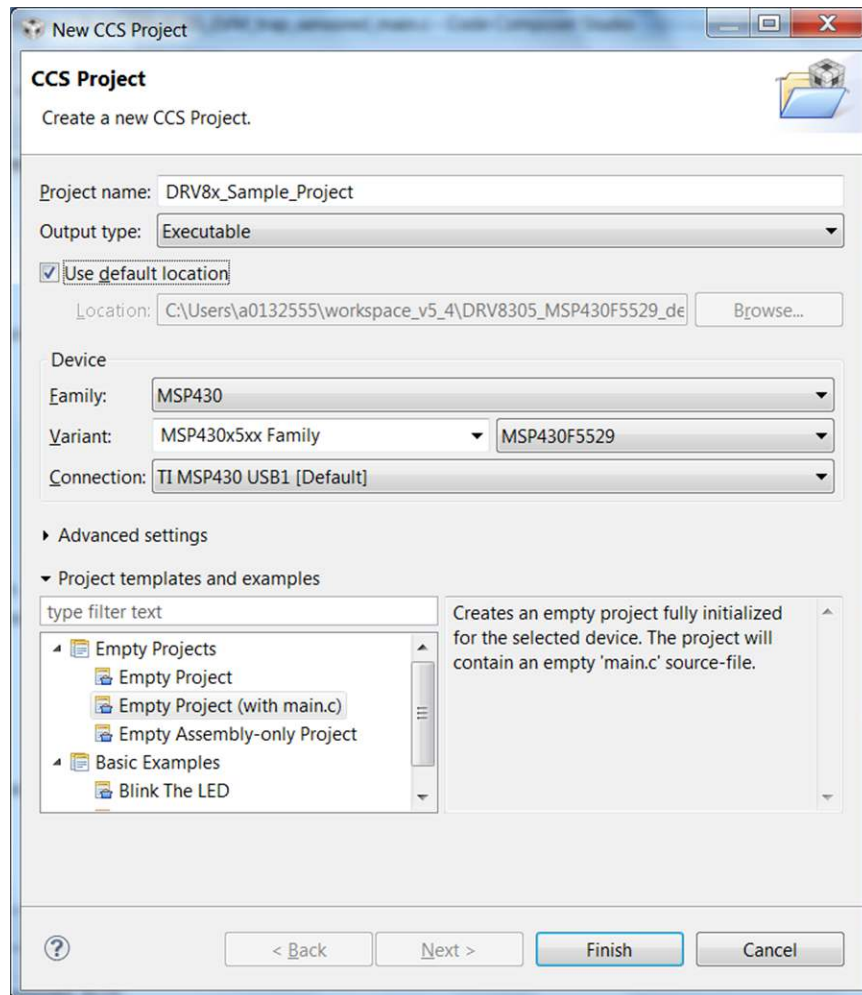 New CCS Project
CCS Project
Create a new CCS Project.
Project name: DRV8x_Sample_Project
Output type: Executable
Use default location
Location: C:\Users\a0132555\workspace_v5_4\DRV8305_MSP430F5529_de Browse...
Device
Family: MSP430
Variant: MSP430x5xx Family MSP430F5529
Connection: TI MSP430 USB1 [Default]
Advanced settings
Project templates and examples
type filter text
Empty Projects
Empty Project
Empty Project (with main.c)
Empty Assembly-only Project
Basic Examples
Blink The LED
Creates an empty project fully initialized
for the selected device. The project will
contain an empty 'main.c' source-file.
? < Back Next > Finish Cancel